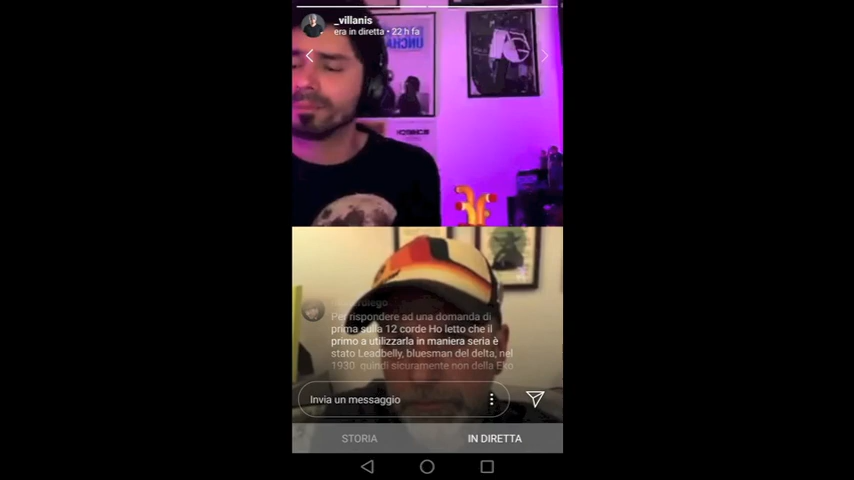 _villanis
era in diretta • 22 h fa
UNCHA
Per rispondere ad una domanda di
prima sulla 12 corde Ho letto che il
primo a utilizzarla in maniera seria è
stato Leadbelly, bluesman del delta, nel
1930 quindi sicuramente non della Eko
Invia un messaggio
STORIA
IN DIRETTA